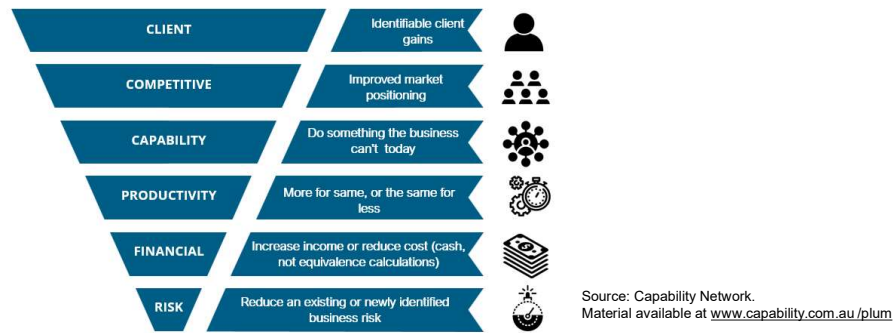 CLIENT
Identifiable client
gains
COMPETITIVE
Improved market
positioning
CAPABILITY
Do something the business
can't today
PRODUCTIVITY
More for same, or the same for
less
FINANCIAL
Increase income or reduce cost (cash,
not equivalence calculations)
RISK
Reduce an existing or newly identified
business risk
Source: Capability Network.
Material available at www.capability.com.au/plum